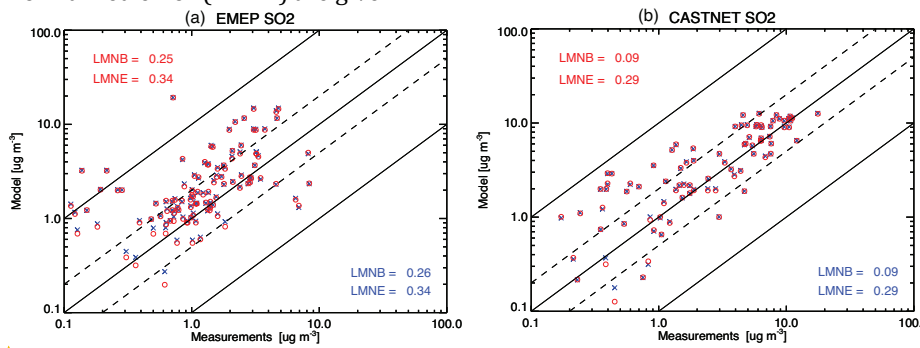 (a) EMEP SO2
100.0
10.0
1.0
0.1
Model [ug m-3]
LMNB = 0.25
LMNE = 0.34
LMNB = 0.26
LMNE = 0.34
0.1 1.0 10.0 100.0
Measurements [ug m-3]
(b) CASTNET SO2
100.0
10.0
1.0
0.1
Model [ug m-3]
LMNB = 0.09
LMNE = 0.29
LMNB = 0.09
LMNE = 0.29
0.1 1.0 10.0 100.0
Measurements [ug m-3]